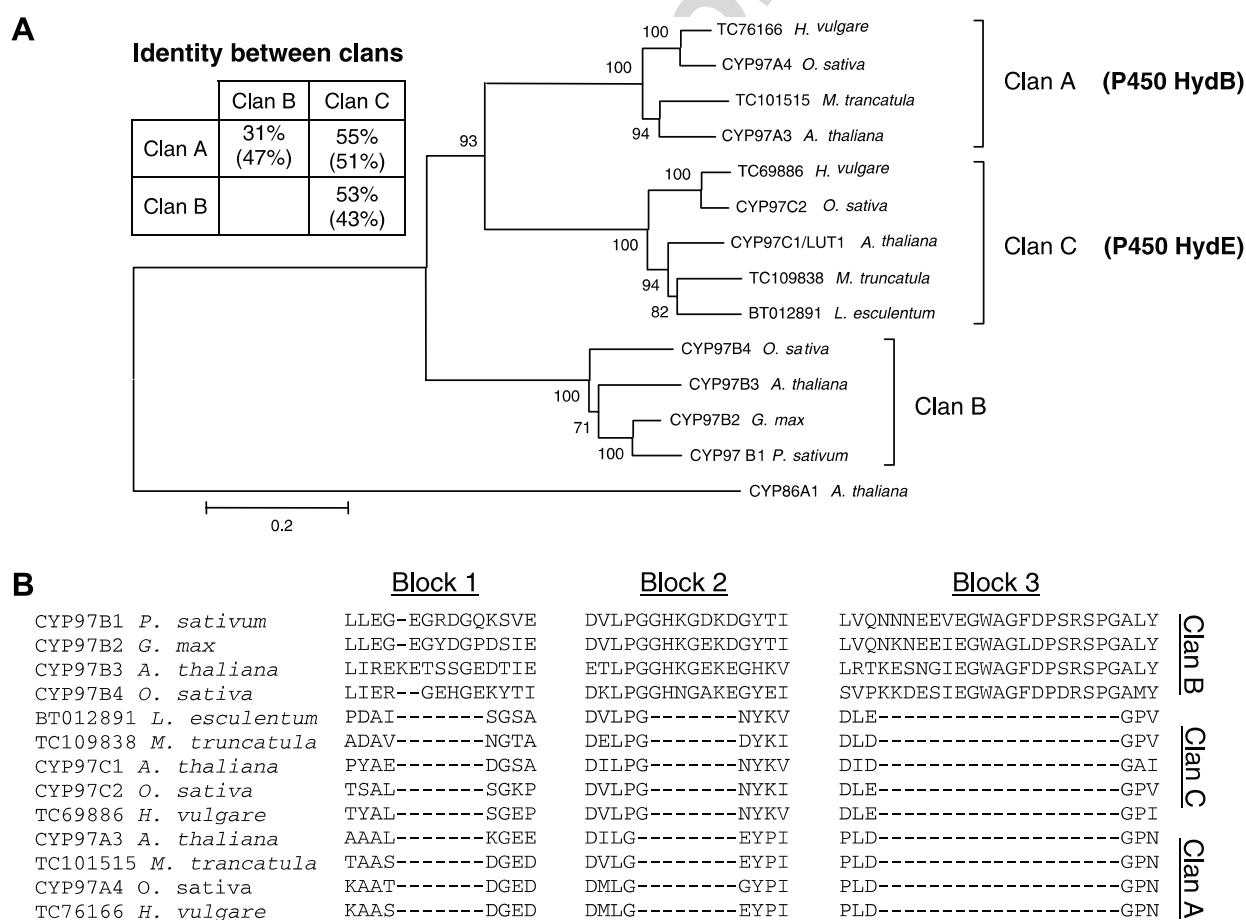 A
Identity between clans
Clan B Clan C
Clan A 31% (47%) 55% (51%)
Clan B 53% (43%)
100 TC76166 H. vulgare
100 CYP97A4 O. sativa
TC101515 M. trancatula
94 CYP97A3 A. thaliana
Clan A (P450 HydB)
93
100 TC69886 H. vulgare
CYP97C2 O. sativa
100 CYP97C1/LUT1 A. thaliana
94 TC109838 M. truncatula
82 BT012891 L. esculentum
Clan C (P450 HydE)
CYP97B4 O. sativa
100 CYP97B3 A. thaliana
71 CYP97B2 G. max
100 CYP97 B1 P. sativum
Clan B
CYP86A1 A. thaliana
0.2
B
Block 1 Block 2 Block 3
CYP97B1 P. sativum LLEG-EGRDGQKSVE DVLPGGHKGDKDGYTI LVQNNNEEVEGWAGFDPSRSPGALY
CYP97B2 G. max LLEG-EGYDGPDSIE DVLPGGHKGEKDGYTI LVQNKNEEIEGWAGLDPSRSPGALY
CYP97B3 A. thaliana LIREKETSSGEDTIE ETLPGGHKGEKEGHKV LRTKESNGIEGWAGFDPSRSPGALY
CYP97B4 O. sativa LIER--GEHGEKYTI DKLPGGHNGAKEGYEI SVPKKDESIEGWAGFDPDRSPGAMY
BT012891 L. esculentum PDAI-------SGSA DVLPG-------NYKV DLE-------------------GPV
TC109838 M. truncatula ADAV-------NGTA DELPG-------DYKI DLD-------------------GPV
CYP97C1 A. thaliana PYAE-------DGSA DILPG-------NYKV DID-------------------GAI
CYP97C2 O. sativa TSAL-------SGKP DVLPG-------NYKI DLE-------------------GPV
TC69886 H. vulgare TYAL-------SGEP DVLPG-------NYKV DLE-------------------GPI
CYP97A3 A. thaliana AAAL-------KGEE DILG--------EYPI PLD-------------------GPN
TC101515 M. trancatula TAAS-------DGED DVLG--------EYPI PLD-------------------GPN
CYP97A4 O. sativa KAAT-------DGED DMLG--------GYPI PLD-------------------GPN
TC76166 H. vulgare KAAS-------DGED DMLG--------EYPI PLD-------------------GPN
Clan B
Clan C
Clan A